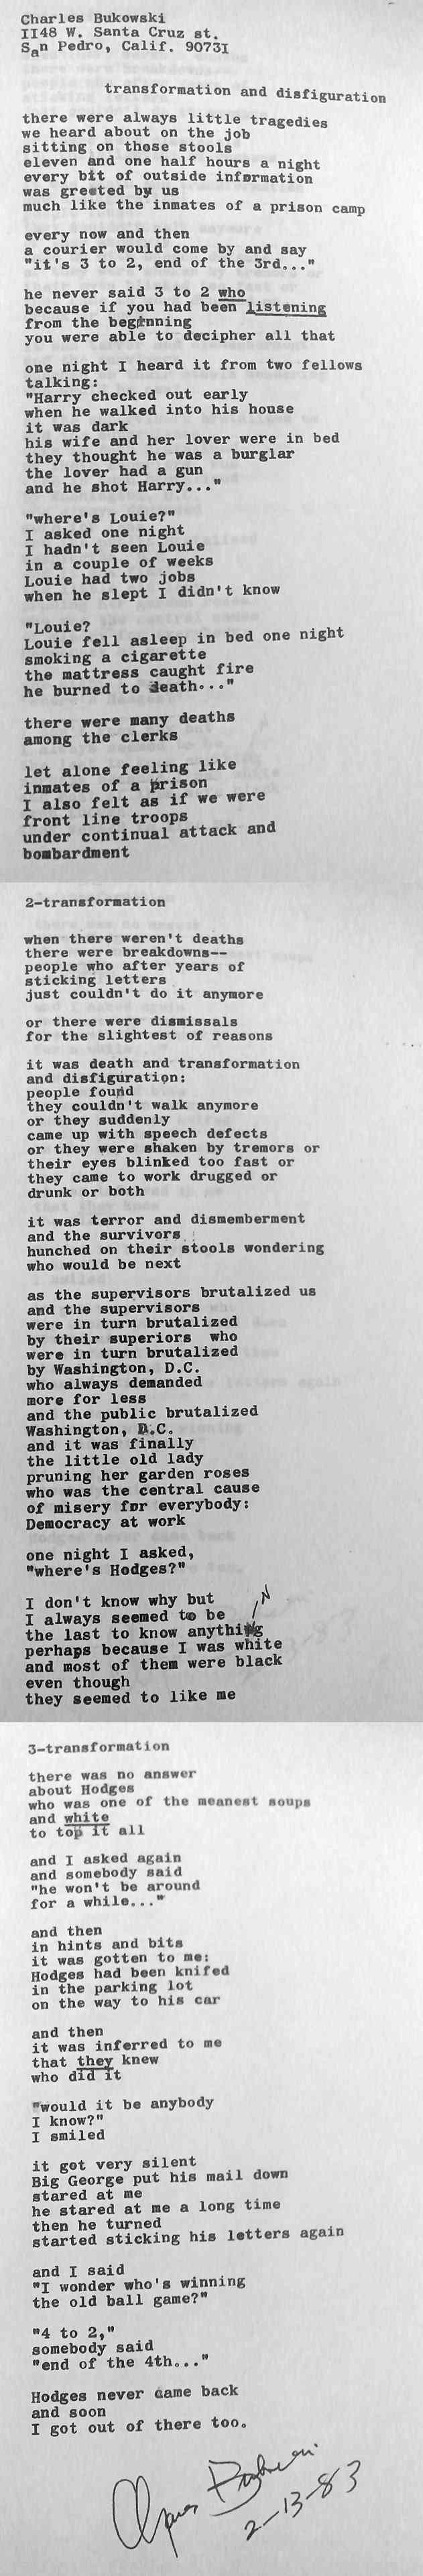 Charles Bukowski
II48 W. Santa Cruz st.
San Pedro, Calif. 9073I
transformation and disfiguration
there were always little tragedies
we heard about on the job
sitting on those stools
eleven and one half hours a night
every bit of outside information
was greeted by us
much like the inmates of a prison camp
every now and then
a courier would come by and say
"it's 3 to 2, end of the 3rd..."
he never said 3 to 2 who
because if you had been listening
from the beginning
you were able to decipher all that
one night I heard it from two fellows
talking:
"Harry checked out early
when he walked into his house
it was dark
his wife and her lover were in bed
they thought he was a burglar
the lover had a gun
and he shot Harry..."
"where's Louie?"
I asked one night
I hadn't seen Louie
in a couple of weeks
Louie had two jobs
when he slept I didn't know
"Louie?
Louie fell asleep in bed one night
smoking a cigarette
the mattress caught fire
he burned to death..."
there were many deaths
among the clerks
let alone feeling like
inmates of a prison
I also felt as if we were
front line troops
under continual attack and
bombardment
2-transformation
when there weren't deaths
there were breakdowns--
people who after years of
sticking letters
just couldn't do it anymore
or there were dismissals
for the slightest of reasons
it was death and transformation
and disfiguration:
people found
they couldn't walk anymore
or they suddenly
came up with speech defects
or they were shaken by tremors or
their eyes blinked too fast or
they came to work drugged or
drunk or both
it was terror and dismemberment
and the survivors
hunched on their stools wondering
who would be next
as the supervisors brutalized us
and the supervisors
were in turn brutalized
by their superiors who
were in turn brutalized
by Washington, D.C.
who always demanded
more for less
and the public brutalized
Washington, D.C.
and it was finally
the little old lady
pruning her garden roses
who was the central cause
of misery for everybody:
Democracy at work
one night I asked,
"where's Hodges?"
I don't know why but
I always seemed to be
the last to know anything
perhaps because I was white
and most of them were black
even though
they seemed to like me
3-transformation
there was no answer
about Hodges
who was one of the meanest soups
and white
to top it all
and I asked again
and somebody said
"he won't be around
for a while..."
and then
in hints and bits
it was gotten to me:
Hodges had been knifed
in the parking lot
on the way to his car
and then
it was inferred to me
that they knew
who did it
"would it be anybody
I know?"
I smiled
it got very silent
Big George put his mail down
stared at me
he stared at me a long time
then he turned
started sticking his letters again
and I said
"I wonder who's winning
the old ball game?"
"4 to 2,"
somebody said
"end of the 4th..."
Hodges never came back
and soon
I got out of there too.
2-13-83